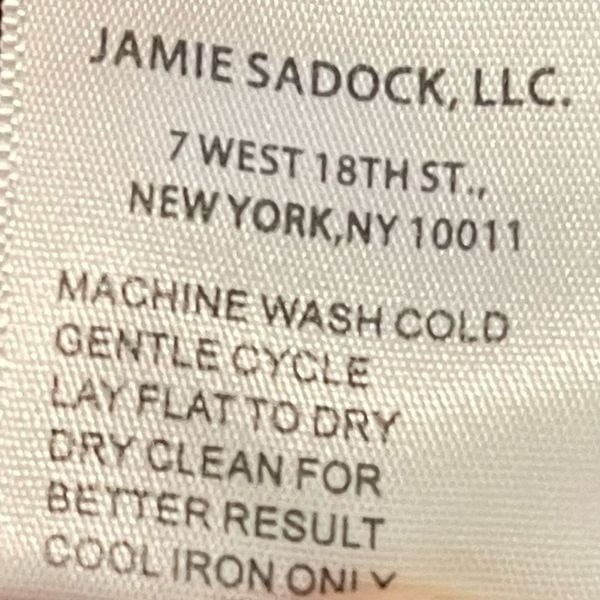 JAMIE SADOCK, LLC.
7 WEST 18TH ST.,
NEW YORK,NY 10011
MACHINE WASH COLD
GENTLE CYCLE
LAY FLAT TO DRY
DRY CLEAN FOR
BETTER RESULT
COOL IRON ONLY